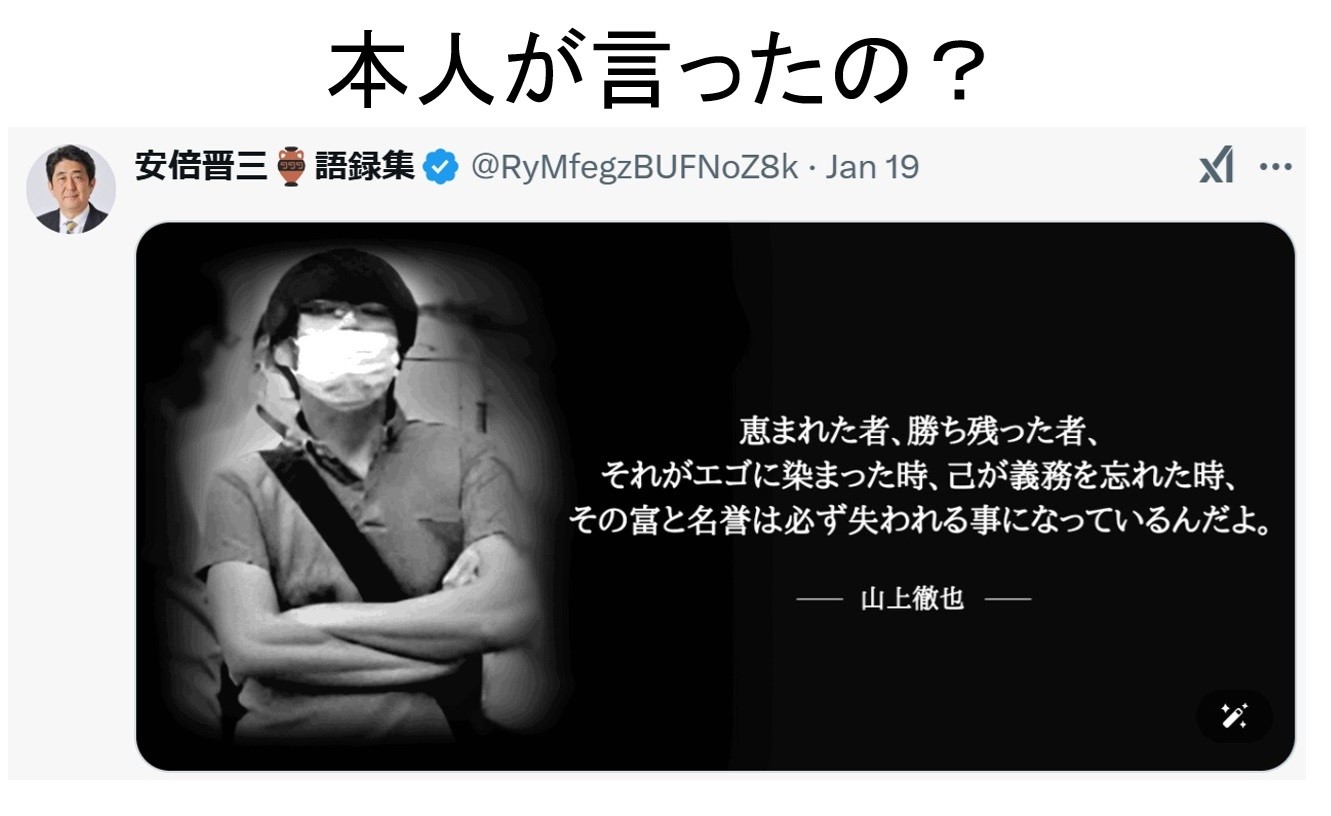 本人が言ったの？
安倍晋三🏺語録集 @RyMfegzBUFNoZ8k · Jan 19
恵まれた者、勝ち残った者、
それがエゴに染まった時、己が義務を忘れた時、
その富と名誉は必ず失われる事になっているんだよ。
山上徹也